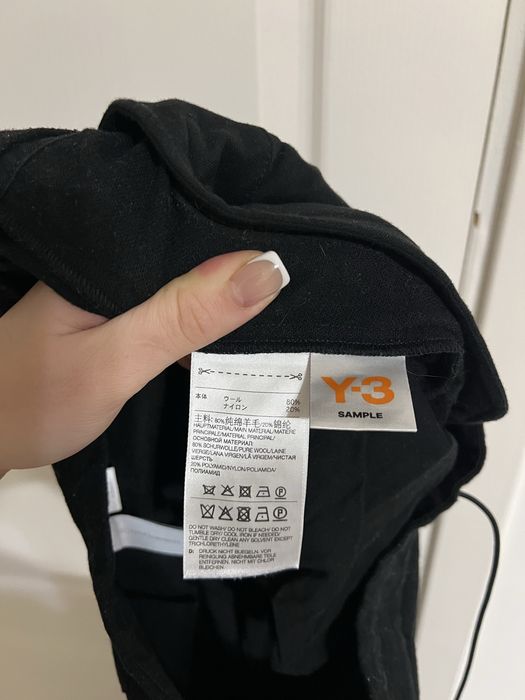 本体 ウール 80%
ナイロン 20%
主料: 80%纯绵羊毛/20%锦纶
HAUPTMATERIAL/MAIN MATERIAL/MATIÈRE
PRINCIPALE/MATERIAL PRINCIPAL/
ОСНОВНОЙ МАТЕРИАЛ:
80% SCHURWOLLE/PURE WOOL/LAINE
VIERGE/LANA VIRGEN/LÃ VIRGEM/ЧИСТАЯ
ШЕРСТЬ
20% POLYAMID/NYLON/POLIAMIDA/
ПОЛИАМИД
DO NOT WASH/ DO NOT BLEACH/ DO NOT
TUMBLE DRY/ COOL IRON IF NEEDED/
GENTLE DRY CLEAN ANY SOLVENT EXCEPT
TRICHLORETHYLENE
D: DRUCK NICHT BUEGELN. VOR
REINIGUNG ABNEHMBARE TEILE
ENTFERNEN. NICHT MIT CHLOR
BLEICHEN!
Y-3
SAMPLE